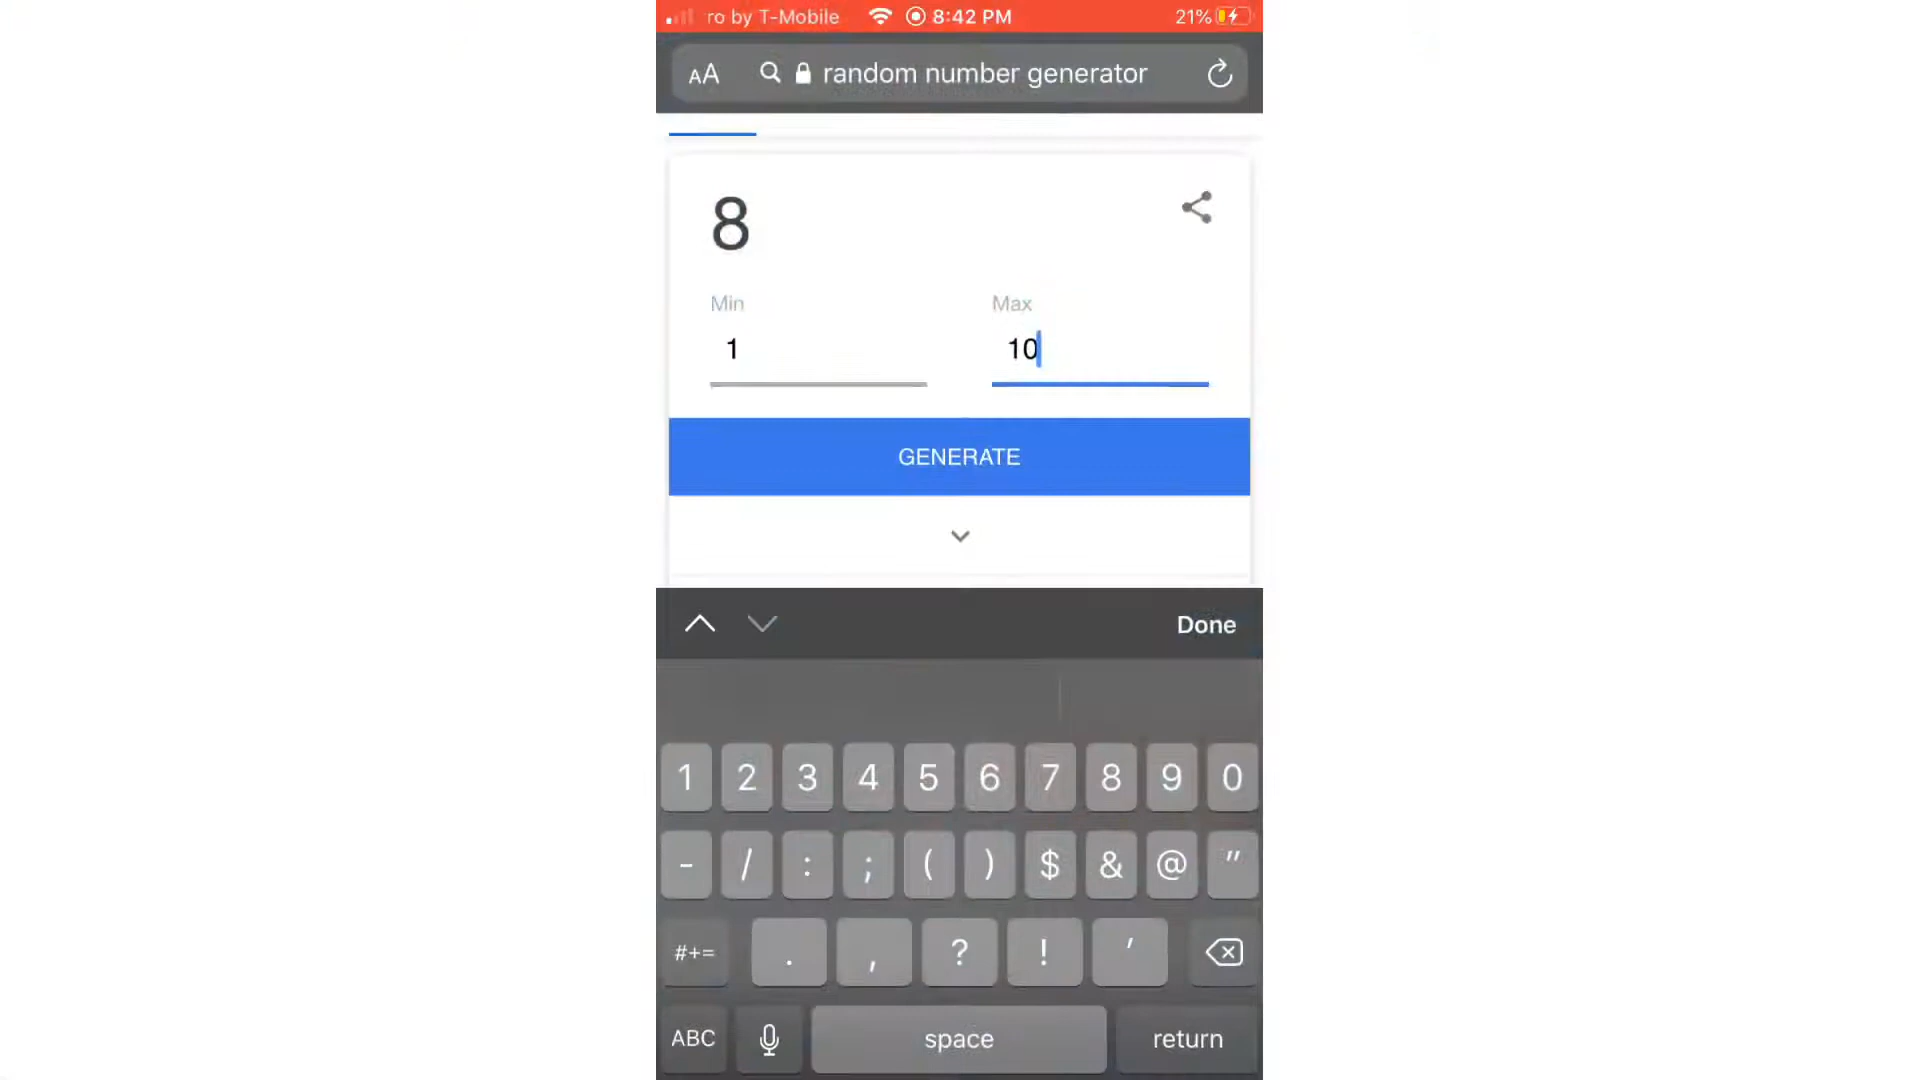 ro by T-Mobile 8:42 PM 21%
AA random number generator
8
Min Max
1 10
GENERATE
Done
1 2 3 4 5 6 7 8 9 0
- / : ; ( ) $ & @ "
#+= . , ? ! '
ABC space return